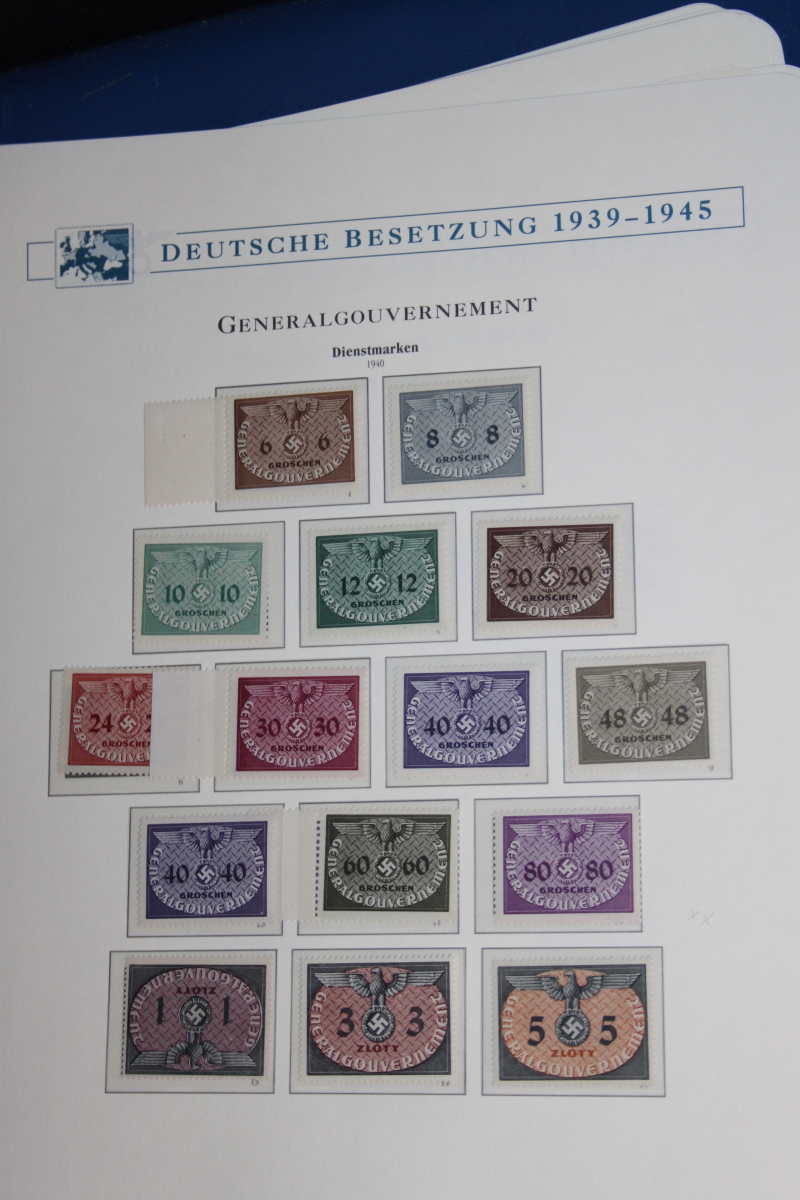 DEUTSCHE BESETZUNG 1939–1945
GENERALGOUVERNEMENT
Dienstmarken
1940
6 6
GROSCHEN
GENERALGOUVERNEMENT
8 8
GROSCHEN
GENERALGOUVERNEMENT
10 10
GROSCHEN
GENERALGOUVERNEMENT
12 12
GROSCHEN
GENERALGOUVERNEMENT
20 20
GROSCHEN
GENERALGOUVERNEMENT
24 2
GROSCHEN
30 30
GROSCHEN
GENERALGOUVERNEMENT
40 40
GROSCHEN
GENERALGOUVERNEMENT
48 48
GROSCHEN
GENERALGOUVERNEMENT
40 40
GROSCHEN
GENERALGOUVERNEMENT
60 60
GROSCHEN
GENERALGOUVERNEMENT
80 80
GROSCHEN
GENERALGOUVERNEMENT
xx
1 1
ZLOTY
GENERALGOUVERNEMENT
3 3
ZLOTY
GENERALGOUVERNEMENT
5 5
ZLOTY
GENERALGOUVERNEMENT